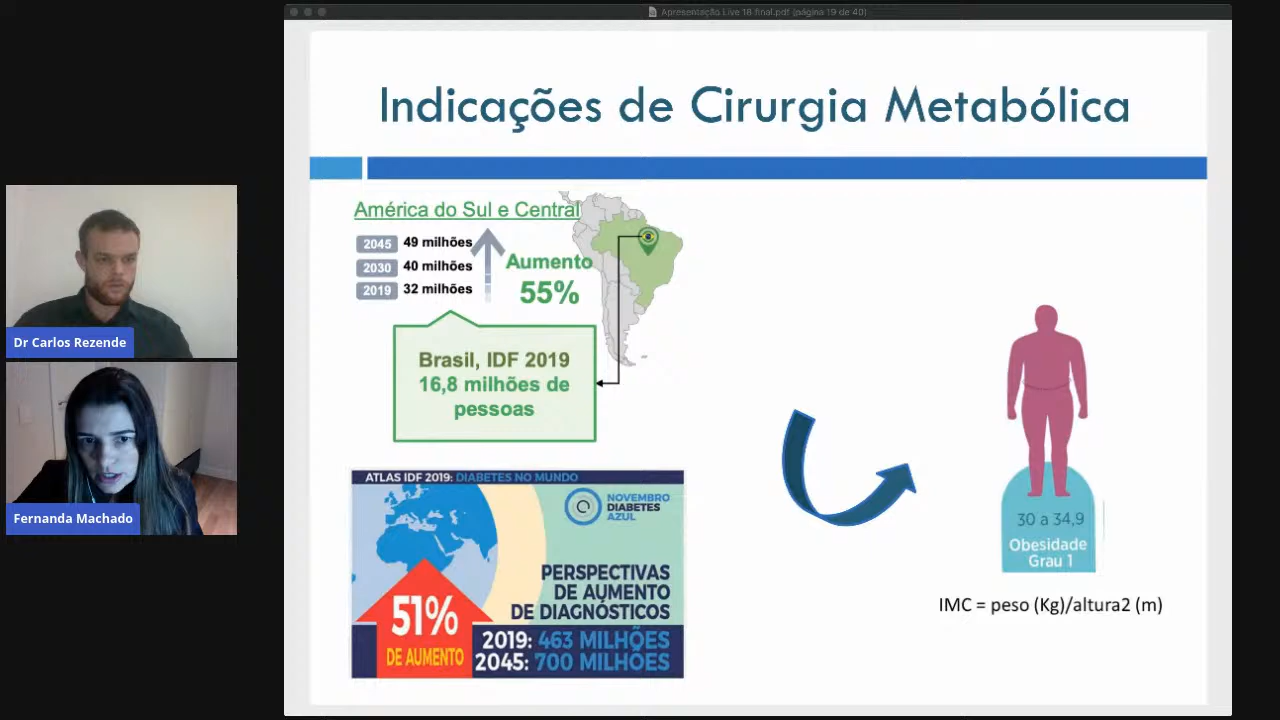 Apresentação Live 18 final.pdf (página 19 de 40)
Indicações de Cirurgia Metabólica
América do Sul e Central
2045 49 milhões
2030 40 milhões
2019 32 milhões
Aumento
55%
Brasil, IDF 2019
16,8 milhões de
pessoas
ATLAS IDF 2019: DIABETES NO MUNDO
NOVEMBRO
DIABETES
AZUL
PERSPECTIVAS
DE AUMENTO
DE DIAGNÓSTICOS
51%
DE AUMENTO
2019: 463 MILHÕES
2045: 700 MILHÕES
30 a 34,9
Obesidade
Grau 1
IMC = peso (Kg)/altura2 (m)
Dr Carlos Rezende
Fernanda Machado